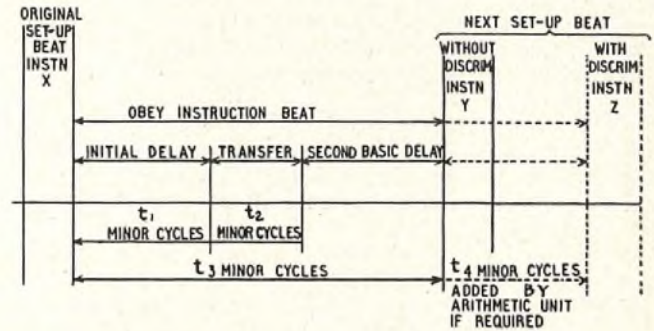 ORIGINAL
SET-UP
BEAT
INSTN
X
NEXT SET-UP BEAT
WITHOUT
DISCRIM
INSTN
Y
WITH
DISCRIM
INSTN
Z
OBEY INSTRUCTION BEAT
INITIAL DELAY
TRANSFER
SECOND BASIC DELAY
t₁
MINOR CYCLES
t₂
MINOR CYCLES
t₃ MINOR CYCLES
t₄ MINOR CYCLES
ADDED BY
ARITHMETIC UNIT
IF REQUIRED